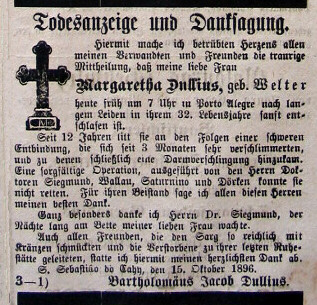 Todesanzeige und Danksagung.
Hiermit mache ich betrübten Herzens allen
meinen Verwandten und Freunden die traurige
Mittheilung, daß meine liebe Frau
Margaretha Dullius, geb. Welter
heute früh um 7 Uhr zu Porto Alegre nach lan-
gem Leiden in ihrem 32. Lebensjahre sanft ent-
schlafen ist.
Seit 12 Jahren litt sie an den Folgen einer schweren
Entbindung, die sich seit 3 Monaten sehr verschlimmerten,
und zu denen schließlich eine Darmverschlingung hinzukam.
Eine sorgfältige Operation, ausgeführt von den Herren Dok-
toren Siegmund, Wallau, Saturnino und Dörken konnte sie
nicht retten. Für ihren Beistand sage ich allen diesen Herren
meinen besten Dank.
Ganz besonders danke ich Herrn Dr. Siegmund, der
Nächte lang am Bette meiner lieben Frau wachte.
Auch allen Freunden, die den Sarg so reichlich mit
Kränzen schmückten und die Verstorbene zu ihrer letzten Ruhe-
stätte geleiteten, statte ich hiermit meinen herzlichsten Dank ab.
S. Sebastião do Cahy, den 15. Oktober 1896.
3—1) Bartholomäus Jacob Dullius.